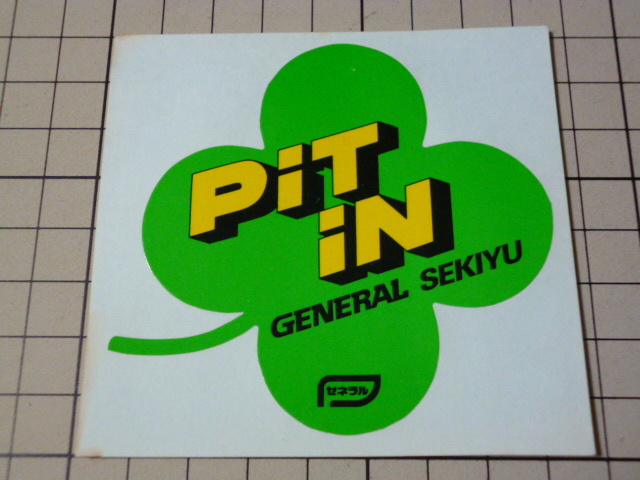 PiT
iN
GENERAL SEKIYU
ゼネラル